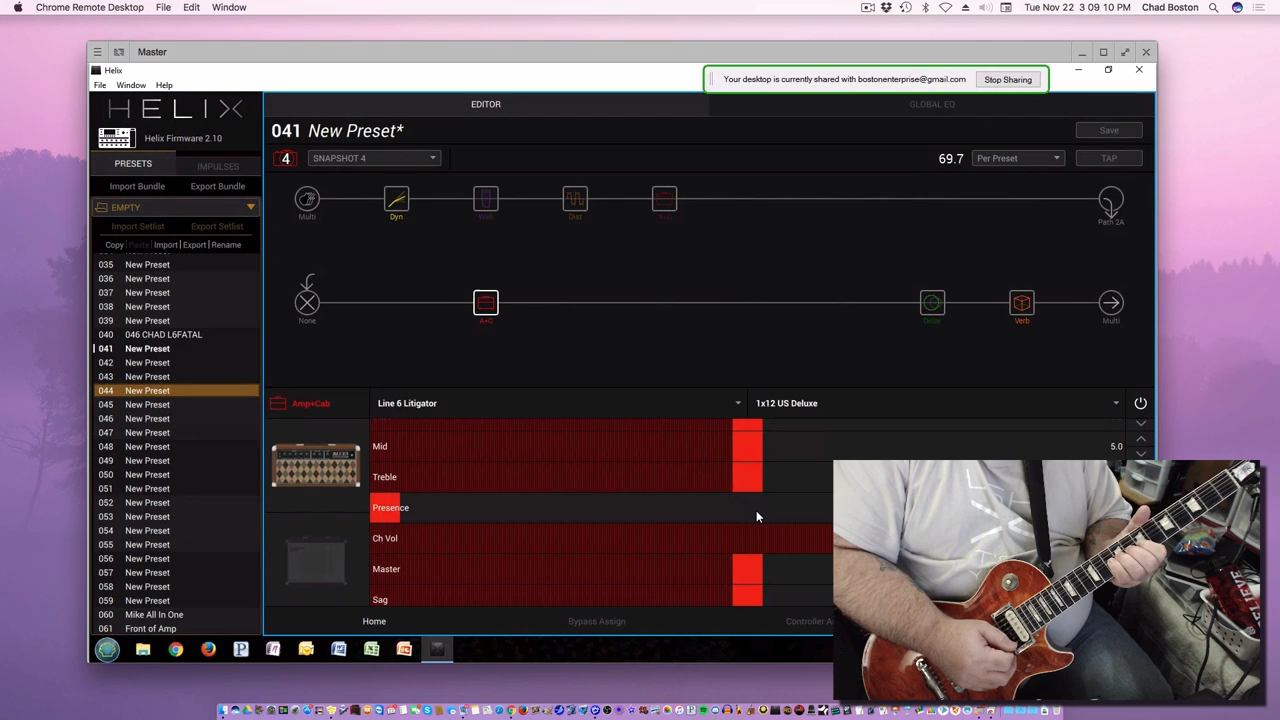 Chrome Remote Desktop File Edit Window
Tue Nov 22 3 09 10 PM Chad Boston
Master
Helix
Your desktop is currently shared with bostonenterprise@gmail.com Stop Sharing
File Window Help
HELIX
Helix Firmware 2.10
PRESETS IMPULSES
Import Bundle Export Bundle
EMPTY
Import Setlist Export Setlist
Copy Paste Import Export Rename
035 New Preset
036 New Preset
037 New Preset
038 New Preset
039 New Preset
040 046 CHAD L6FATAL
041 New Preset
042 New Preset
043 New Preset
044 New Preset
045 New Preset
046 New Preset
047 New Preset
048 New Preset
049 New Preset
050 New Preset
051 New Preset
052 New Preset
053 New Preset
054 New Preset
055 New Preset
056 New Preset
057 New Preset
058 New Preset
059 New Preset
060 Mike All In One
061 Front of Amp
EDITOR GLOBAL EQ
041 New Preset* Save
4 SNAPSHOT 4 69.7 Per Preset TAP
Multi Dyn Wah Dist Path 2A
None A+C Delay Verb Multi
Amp+Cab Line 6 Litigator 1x12 US Deluxe
Mid 5.0
Treble
Presence
Ch Vol
Master
Sag
Home Bypass Assign